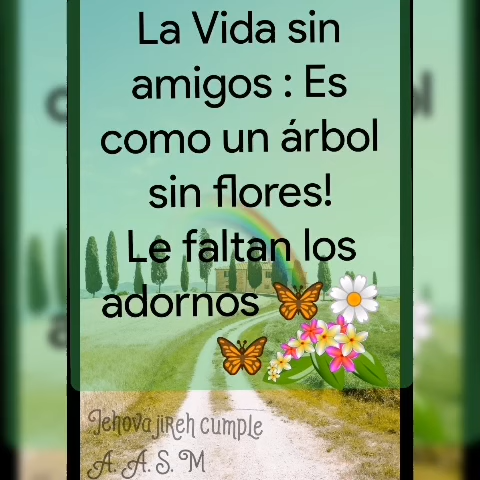 La Vida sin
amigos : Es
como un árbol
sin flores!
Le faltan los
adornos
Jehova jireh cumple
A. A. S. M